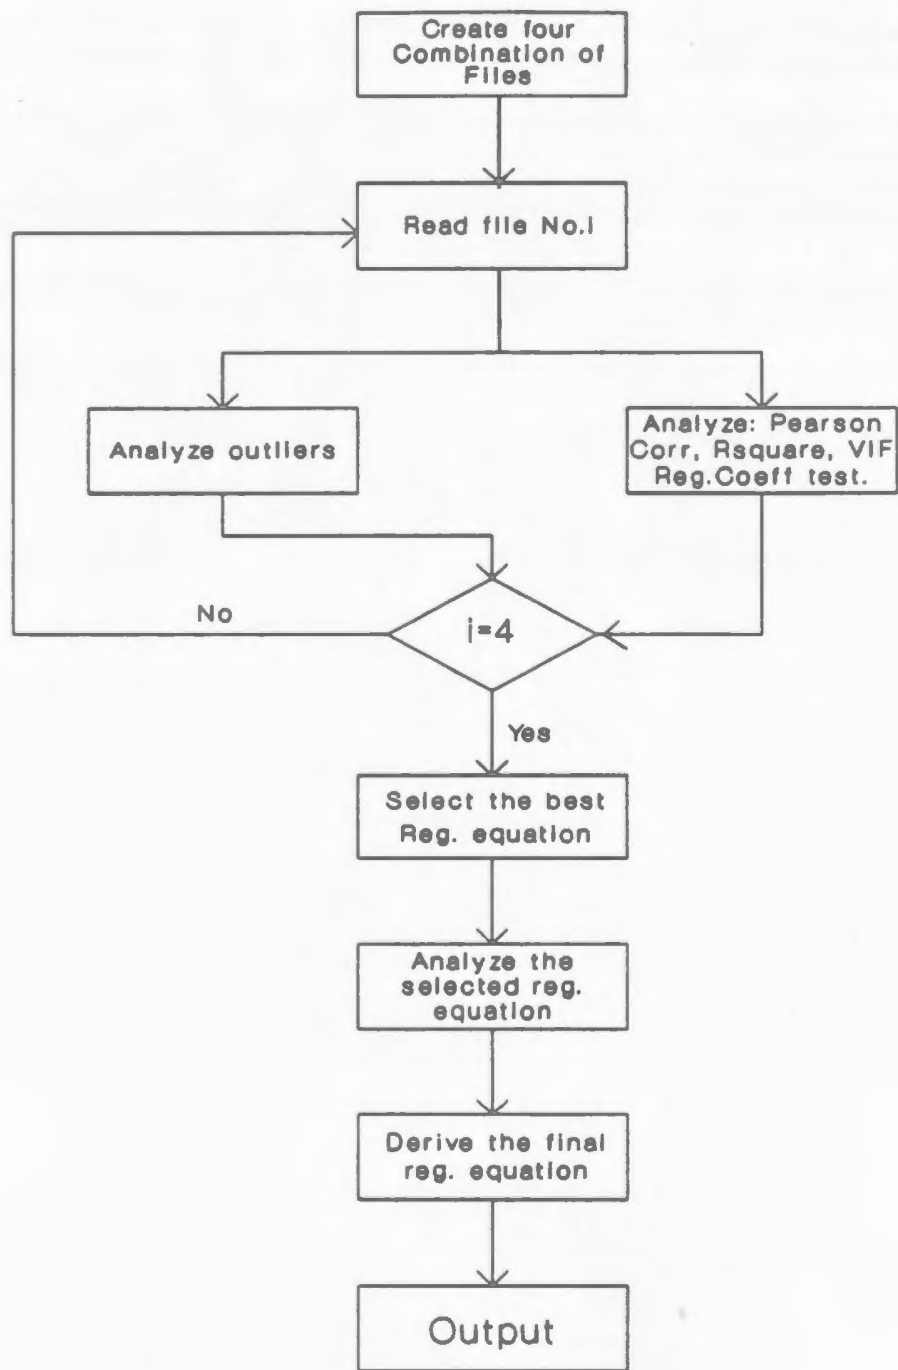 Create four
Combination of
Files
Read file No.i
Analyze outliers
Analyze: Pearson
Corr, Rsquare, VIF
Reg.Coeff test.
No
i=4
Yes
Select the best
Reg. equation
Analyze the
selected reg.
equation
Derive the final
reg. equation
Output